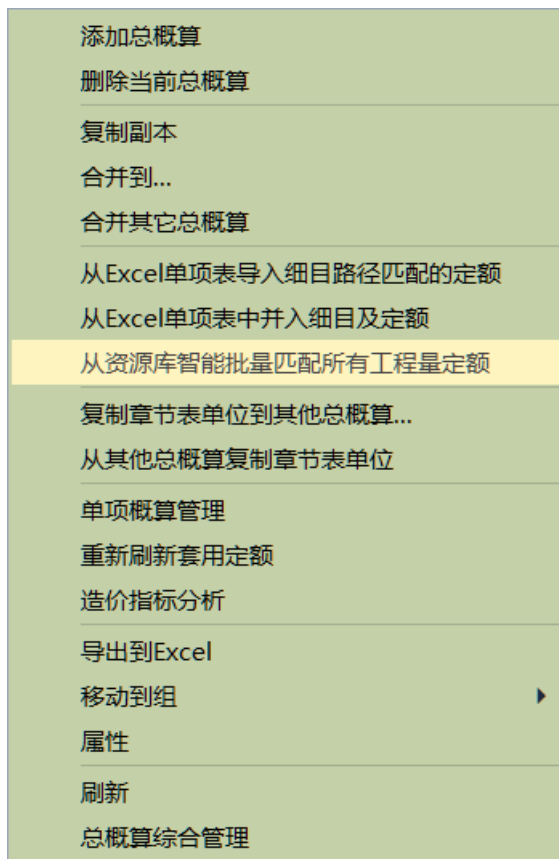 添加总概算
删除当前总概算
复制副本
合并到...
合并其它总概算
从Excel单项表导入细目路径匹配的定额
从Excel单项表中并入细目及定额
从资源库智能批量匹配所有工程量定额
复制章节表单位到其他总概算...
从其他总概算复制章节表单位
单项概算管理
重新刷新套用定额
造价指标分析
导出到Excel
移动到组
属性
刷新
总概算综合管理